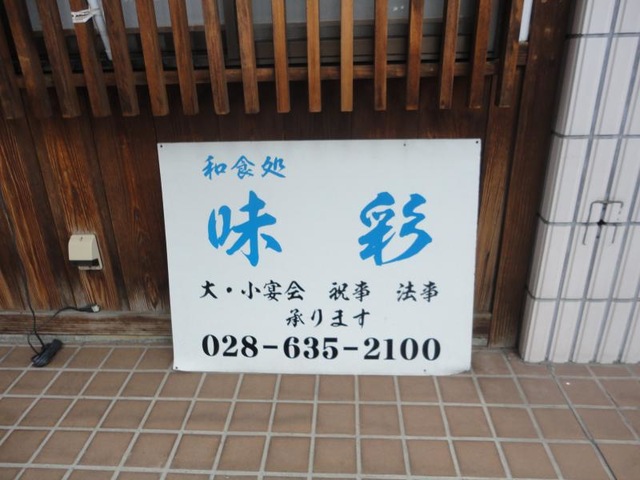 和食処
味彩
大・小宴会 祝事 法事
承ります
028-635-2100